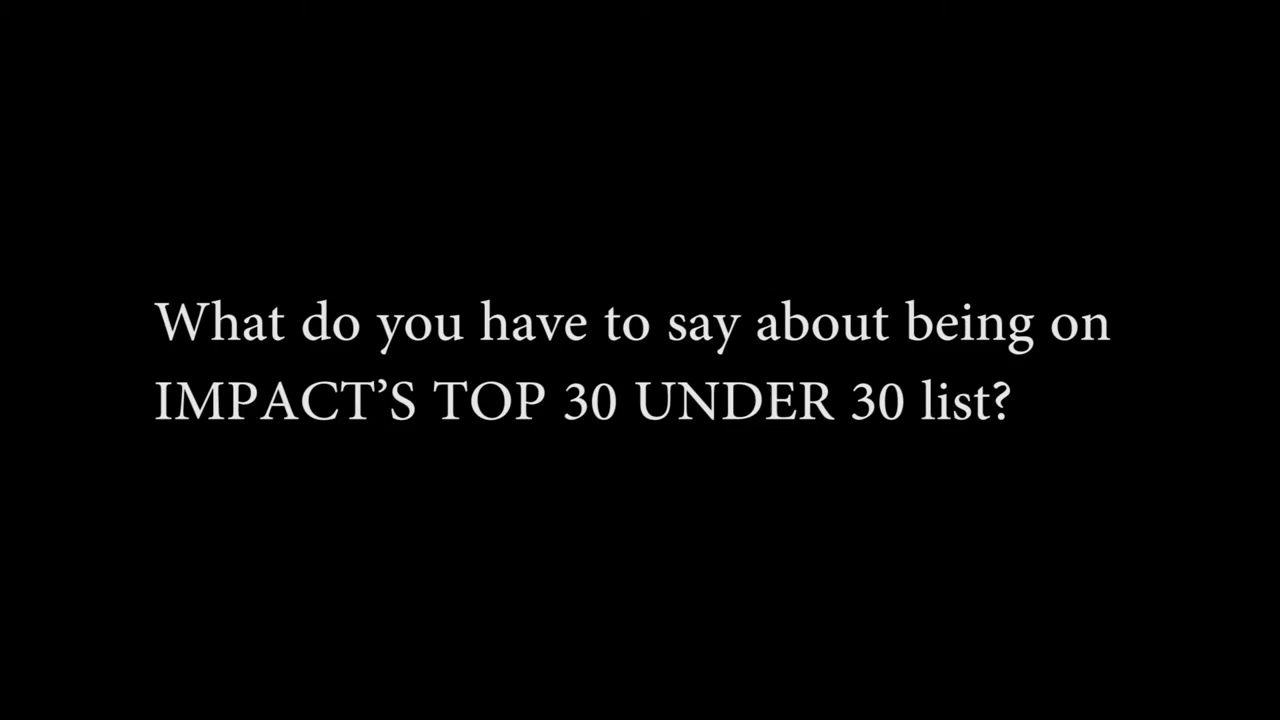 What do you have to say about being on
IMPACT’S TOP 30 UNDER 30 list?